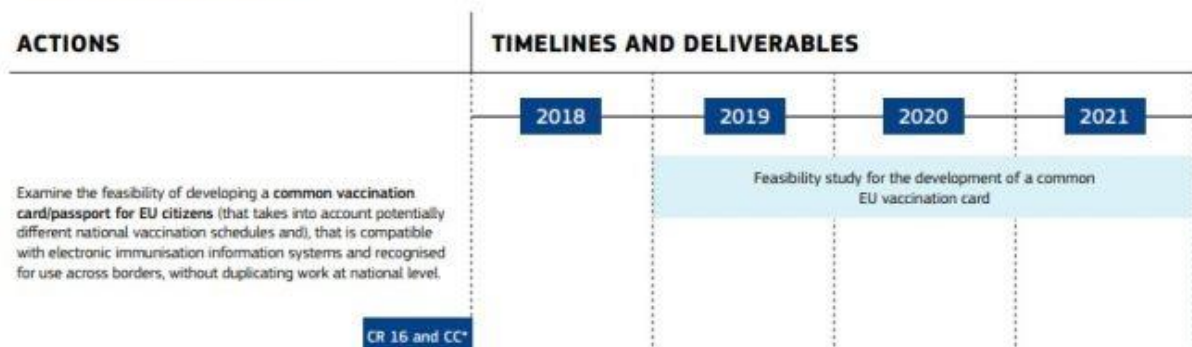 ACTIONS
TIMELINES AND DELIVERABLES
2018
2019
2020
2021
Feasibility study for the development of a common
EU vaccination card
Examine the feasibility of developing a common vaccination
card/passport for EU citizens (that takes into account potentially
different national vaccination schedules and), that is compatible
with electronic immunisation information systems and recognised
for use across borders, without duplicating work at national level.
CR 16 and CC*